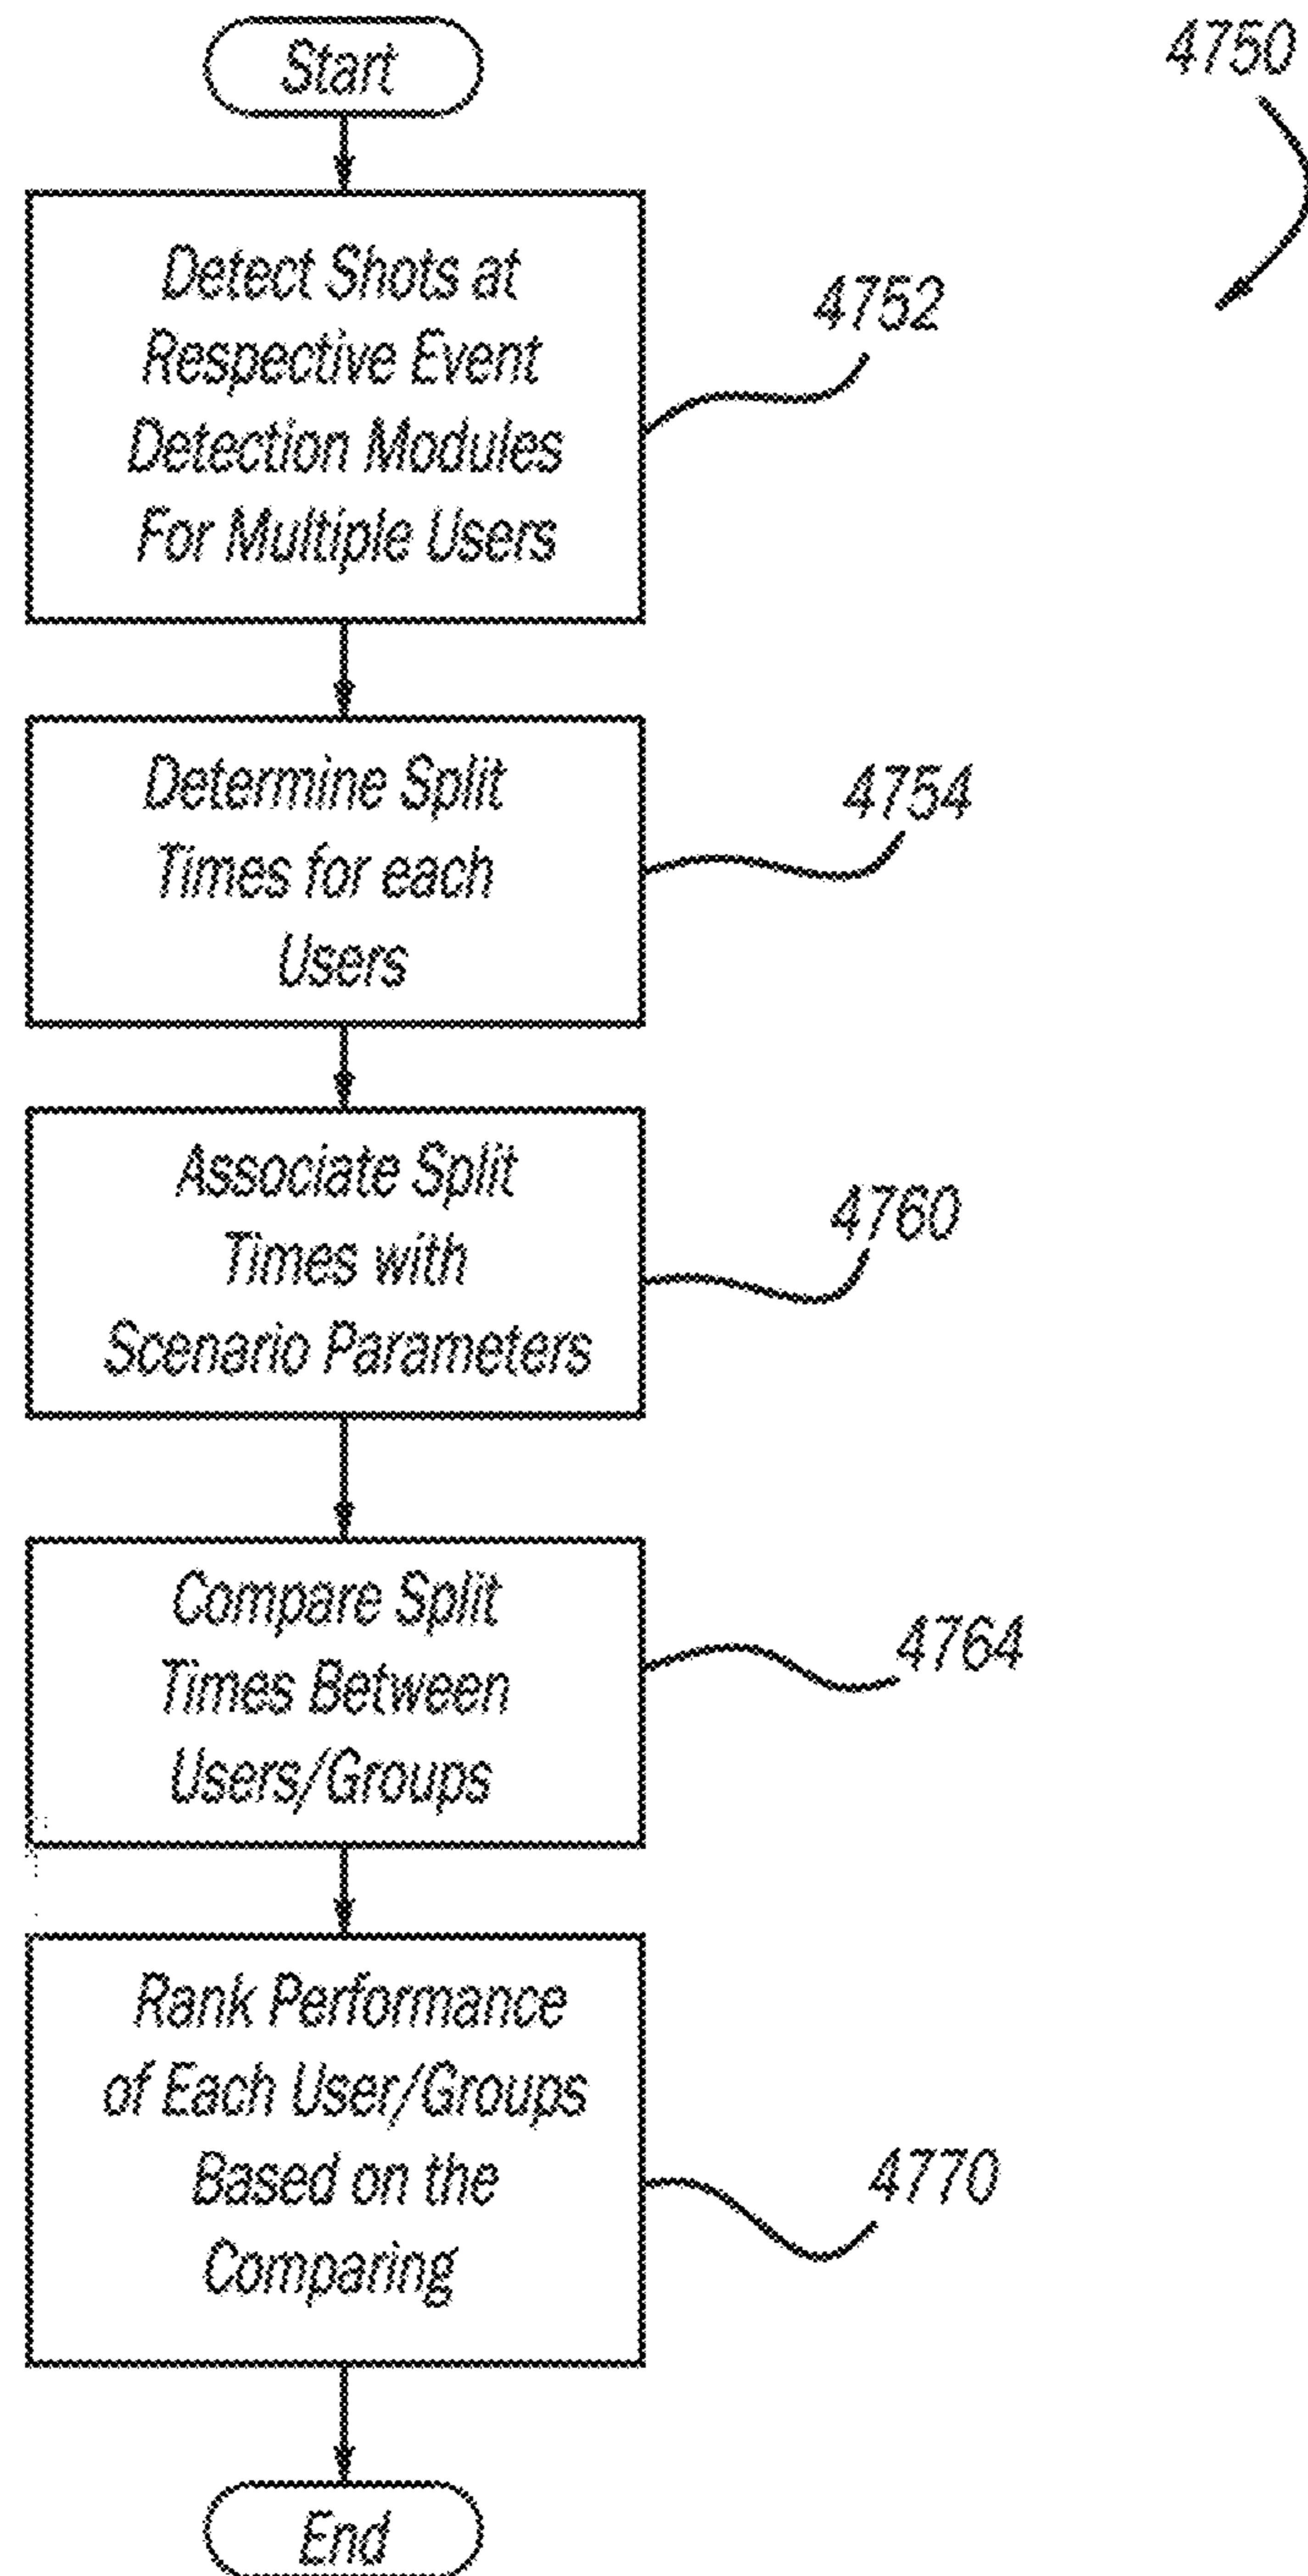 Start
4750
Detect Shots at
Respective Event
Detection Modules
For Multiple Users
4752
Determine Split
Times for each
Users
4754
Associate Split
Times with
Scenario Parameters
4760
Compare Split
Times Between
Users/Groups
4764
Rank Performance
of Each User/Groups
Based on the
Comparing
4770
End